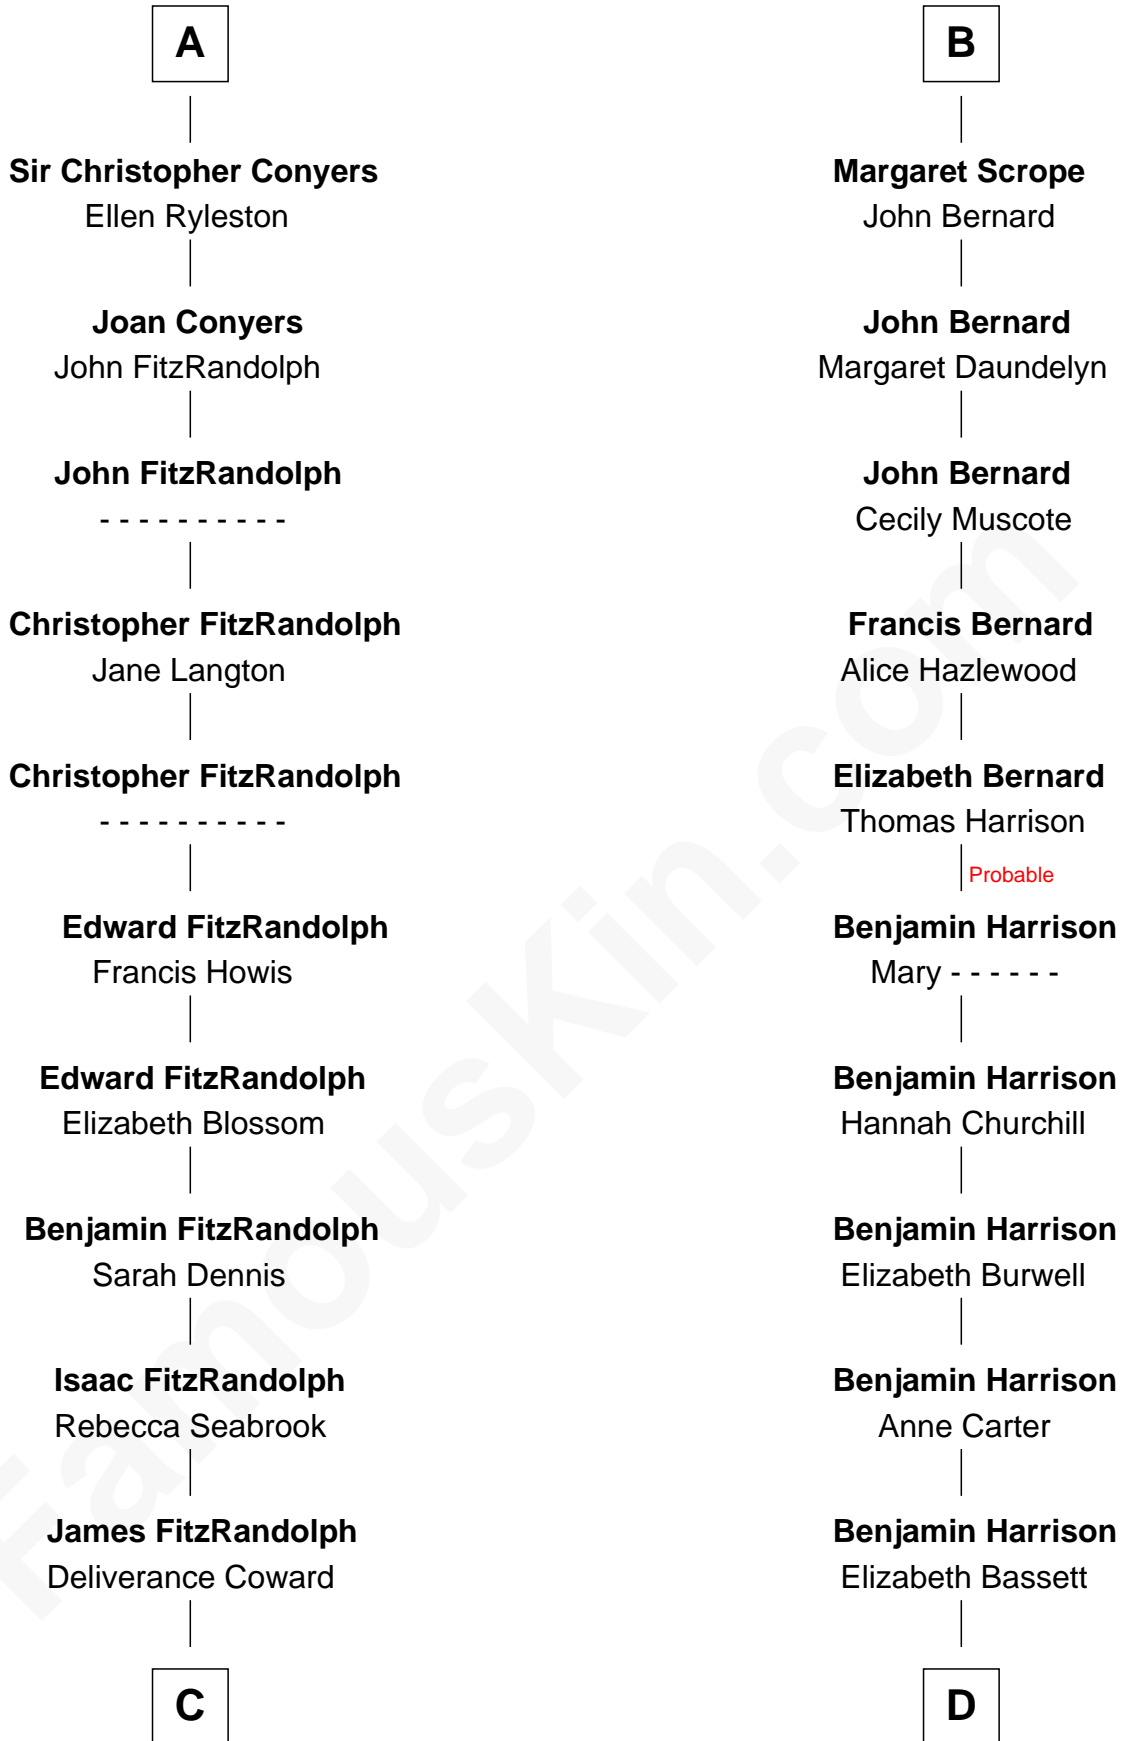 A
Sir Christopher Conyers
Ellen Ryleston
Joan Conyers
John FitzRandolph
John FitzRandolph
- - - - - - - - - -
Christopher FitzRandolph
Jane Langton
Christopher FitzRandolph
- - - - - - - - - -
Edward FitzRandolph
Francis Howis
Edward FitzRandolph
Elizabeth Blossom
Benjamin FitzRandolph
Sarah Dennis
Isaac FitzRandolph
Rebecca Seabrook
James FitzRandolph
Deliverance Coward
C
B
Margaret Scrope
John Bernard
John Bernard
Margaret Daundelyn
John Bernard
Cecily Muscote
Francis Bernard
Alice Hazlewood
Elizabeth Bernard
Thomas Harrison
Probable
Benjamin Harrison
Mary - - - - - -
Benjamin Harrison
Hannah Churchill
Benjamin Harrison
Elizabeth Burwell
Benjamin Harrison
Anne Carter
Benjamin Harrison
Elizabeth Bassett
D
FamousKin.com